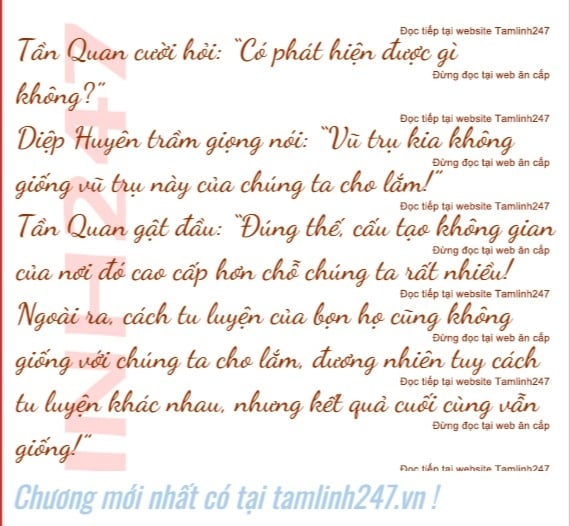 Đọc tiếp tại website Tamlinh247
Tần Quan cười hỏi: "Có phát hiện được gì
Đừng đọc tại web ăn cắp
không?"
Đọc tiếp tại website Tamlinh247
Diệp Huyên trầm giọng nói: "Vũ trụ kia không
Đừng đọc tại web ăn cắp
giống vũ trụ này của chúng ta cho lắm!"
Đọc tiếp tại website Tamlinh247
Tần Quan gật đầu: "Đúng thế, cấu tạo không gian
Đừng đọc tại web ăn cắp
của nơi đó cao cấp hơn chỗ chúng ta rất nhiều!
Đọc tiếp tại website Tamlinh247
Ngoài ra, cách tu luyện của bọn họ cũng không
Đừng đọc tại web ăn cắp
giống với chúng ta cho lắm, đương nhiên tuy cách
Đọc tiếp tại website Tamlinh247
tu luyện khác nhau, nhưng kết quả cuối cùng vẫn
Đừng đọc tại web ăn cắp
giống!"
Đọc tiếp tại website Tamlinh247
INH247
Chương mới nhất có tại tamlinh247.vn !